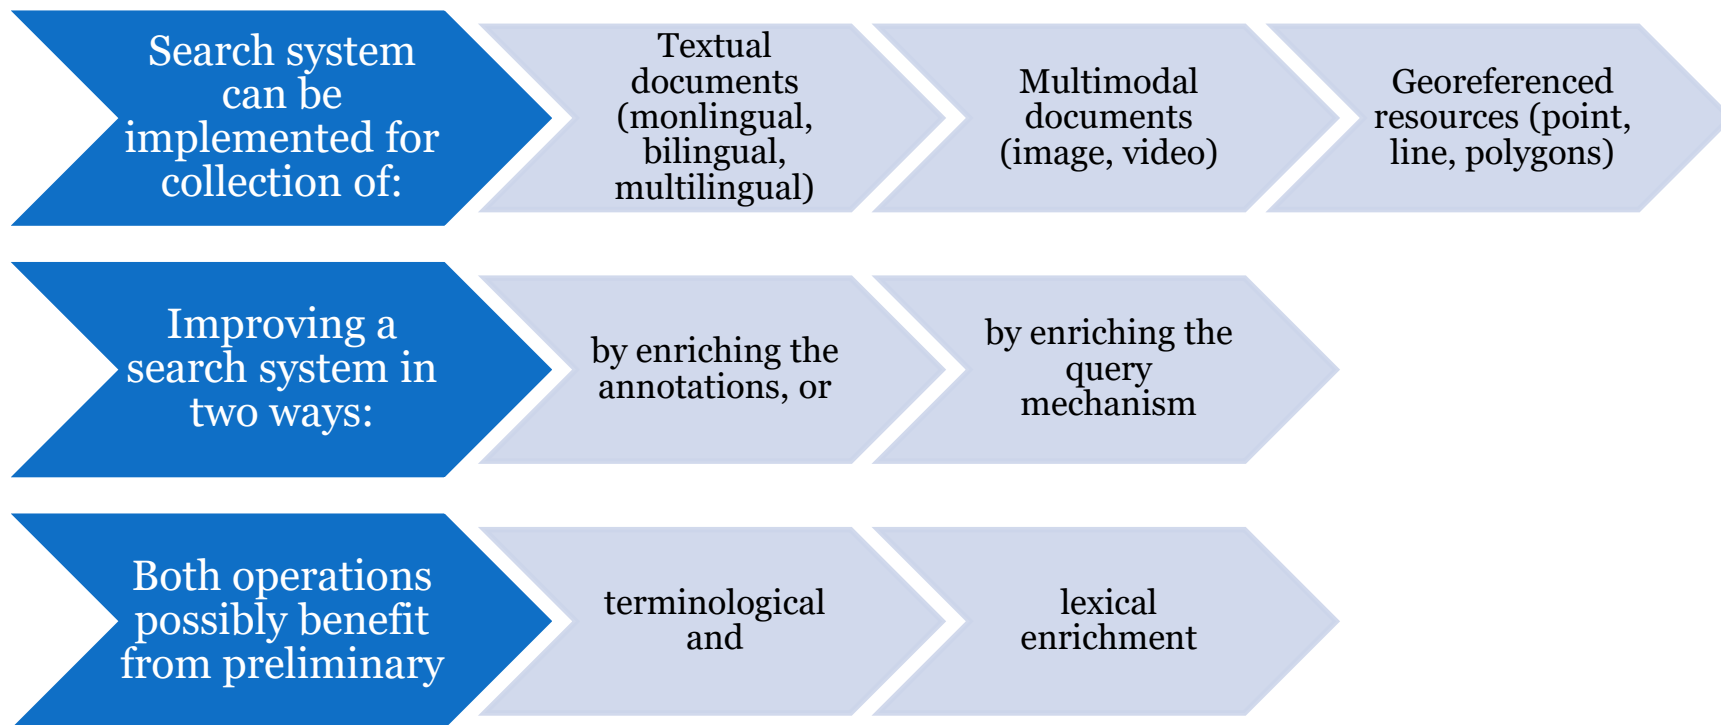 Search system
can be
implemented for
collection of:
Textual
documents
(monlingual,
bilingual,
multilingual)
Multimodal
documents
(image, video)
Georeferenced
resources (point,
line, polygons)
Improving a
search system in
two ways:
by enriching the
annotations, or
by enriching the
query
mechanism
Both operations
possibly benefit
from preliminary
terminological
and
lexical
enrichment